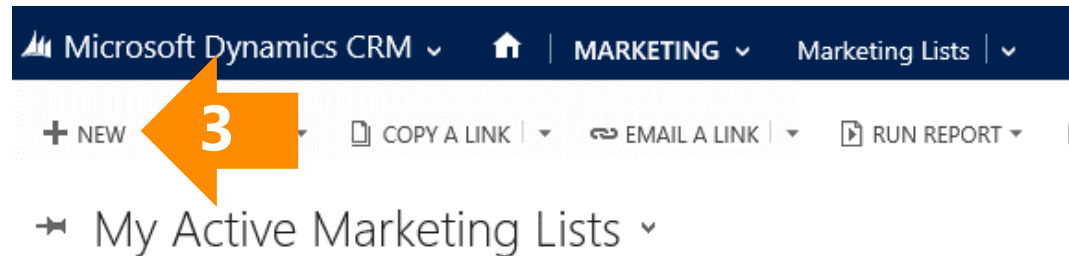 Microsoft Dynamics CRM MARKETING Marketing Lists
NEW 3 COPY A LINK EMAIL A LINK RUN REPORT
My Active Marketing Lists